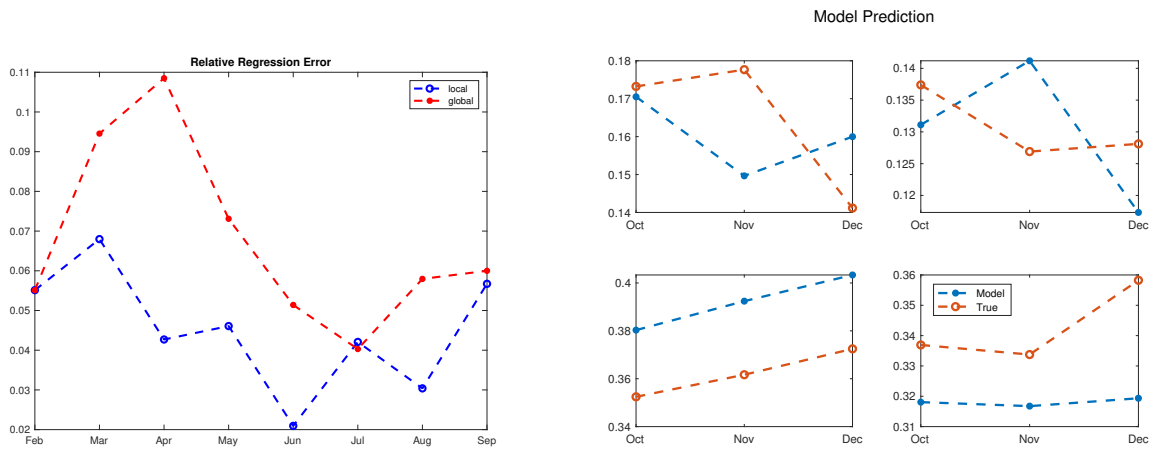 Model Prediction
Relative Regression Error
0.11
0.1
0.09
0.08
0.07
0.06
0.05
0.04
0.03
0.02
Feb Mar Apr May Jun Jul Aug Sep
local
global
0.18
0.17
0.16
0.15
0.14
Oct Nov Dec
0.14
0.135
0.13
0.125
0.12
Oct Nov Dec
0.4
0.38
0.36
0.34
Oct Nov Dec
0.36
0.35
0.34
0.33
0.32
0.31
Oct Nov Dec
Model
True